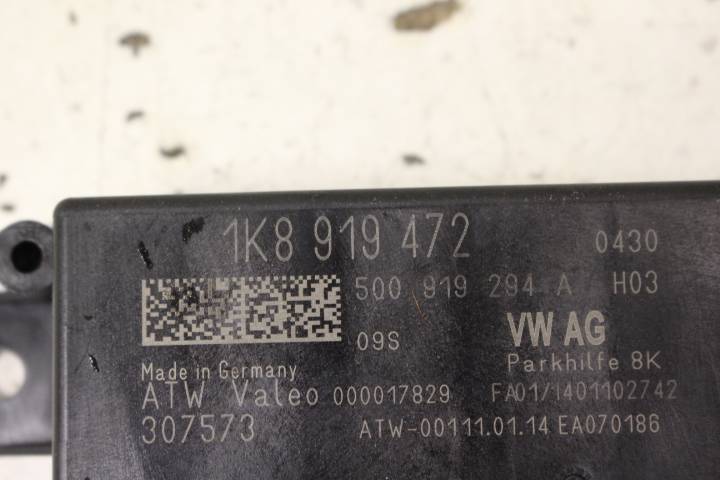 1K8 919 472 0430
500 919 294 A H03
09S VW AG
Parkhilfe 8K
Made in Germany
ATW Valeo 000017829 FA01/1401102742
307573 ATW-00111.01.14 EA070186